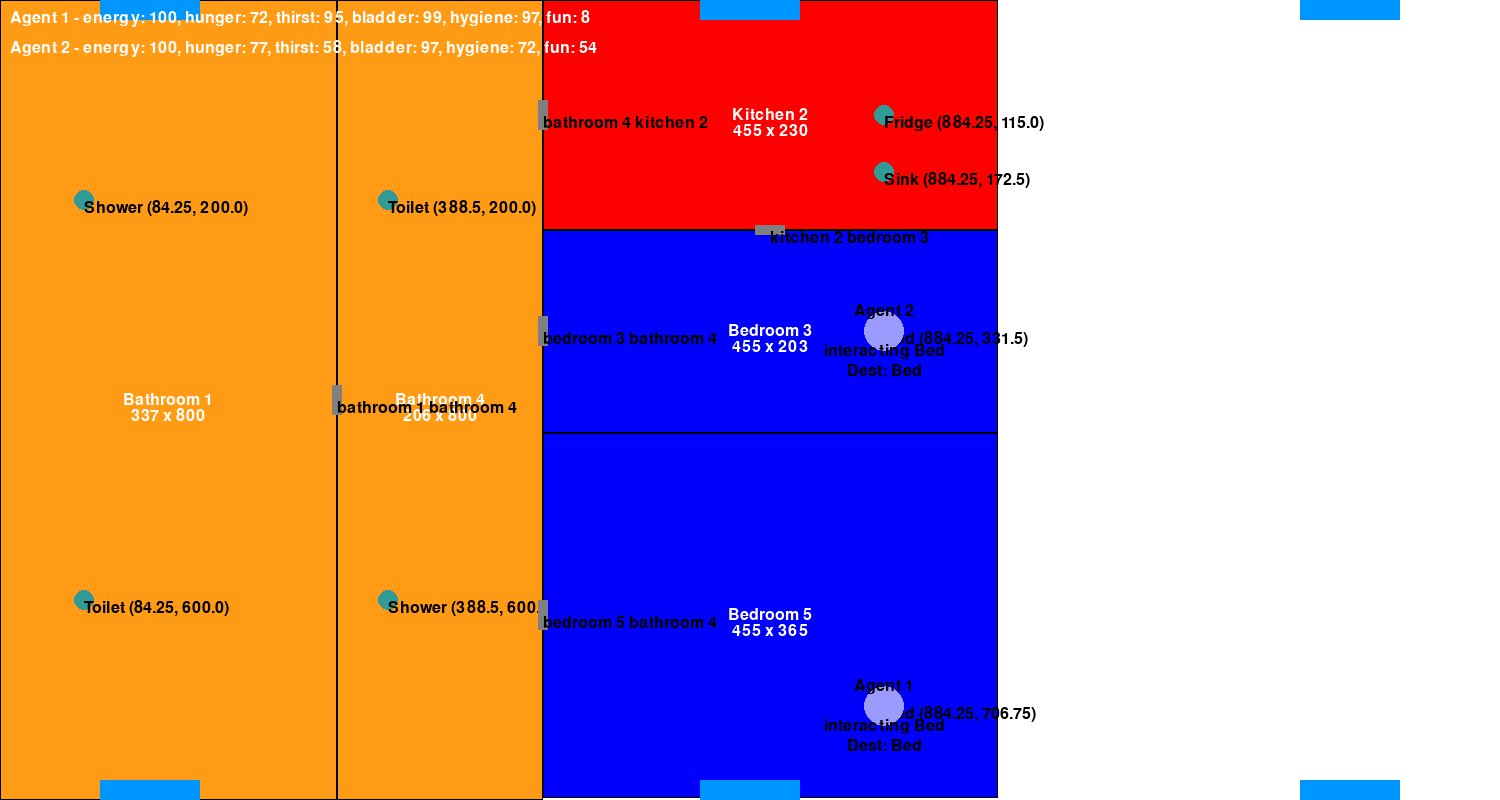 Agent 1 - energy: 100, hunger: 72, thirst: 95, bladder: 99, hygiene: 97, fun: 8
Agent 2 - energy: 100, hunger: 77, thirst: 58, bladder: 97, hygiene: 72, fun: 54
Kitchen 2
455 x 230
bathroom 4 kitchen 2
Fridge (884.25, 115.0)
Sink (884.25, 172.5)
Shower (84.25, 200.0)
Toilet (388.5, 200.0)
kitchen 2 bedroom 3
Agent 2
Bedroom 3
455 x 203
bedroom 3 bathroom 4
d (884.25, 331.5)
interacting Bed
Dest: Bed
Bathroom 1
337 x 800
Bathroom 4
206 x 800
bathroom 1 bathroom 4
Toilet (84.25, 600.0)
Shower (388.5, 600.
Bedroom 5
455 x 365
bedroom 5 bathroom 4
Agent 1
d (884.25, 706.75)
interacting Bed
Dest: Bed